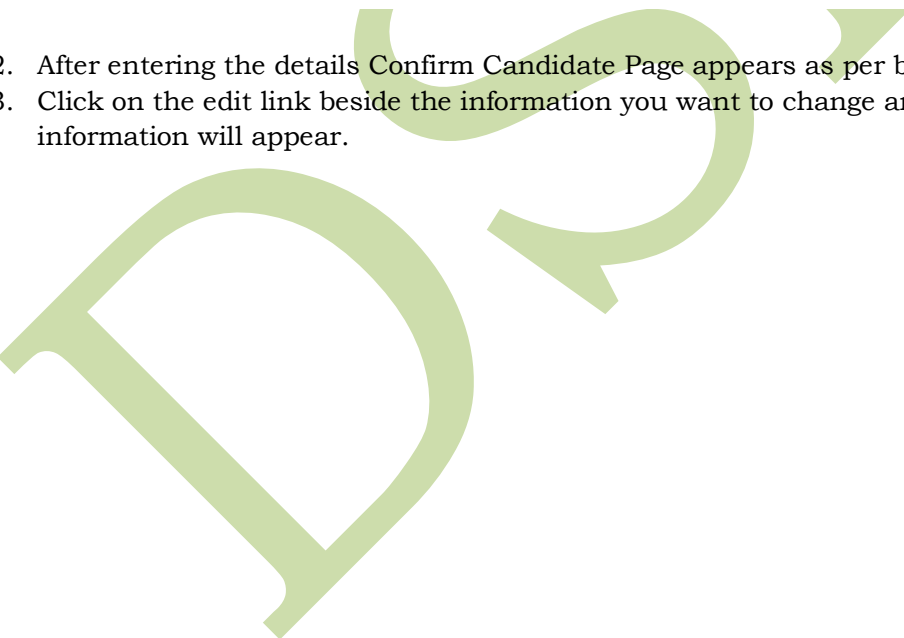 2. After entering the details Confirm Candidate Page appears as per
3. Click on the edit link beside the information you want to change
information will appear.
DS